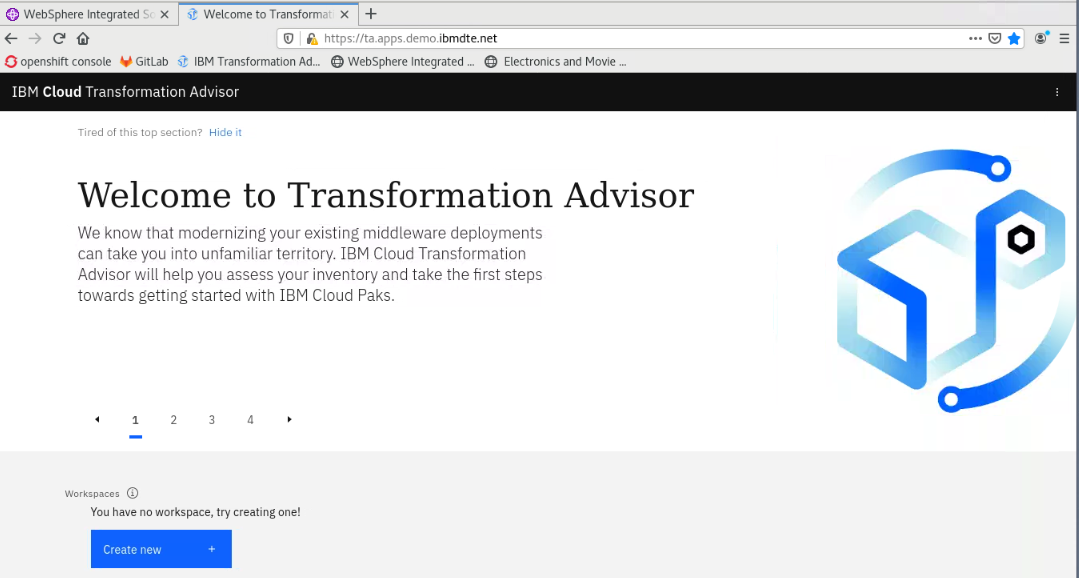 WebSphere Integrated So
Welcome to Transformati
https://ta.apps.demo.ibmdte.net
openshift console
GitLab
IBM Transformation Ad...
WebSphere Integrated ...
Electronics and Movie ...
IBM Cloud Transformation Advisor
Tired of this top section? Hide it
Welcome to Transformation Advisor
We know that modernizing your existing middleware deployments
can take you into unfamiliar territory. IBM Cloud Transformation
Advisor will help you assess your inventory and take the first steps
towards getting started with IBM Cloud Paks.
1 2 3 4
Workspaces
You have no workspace, try creating one!
Create new +